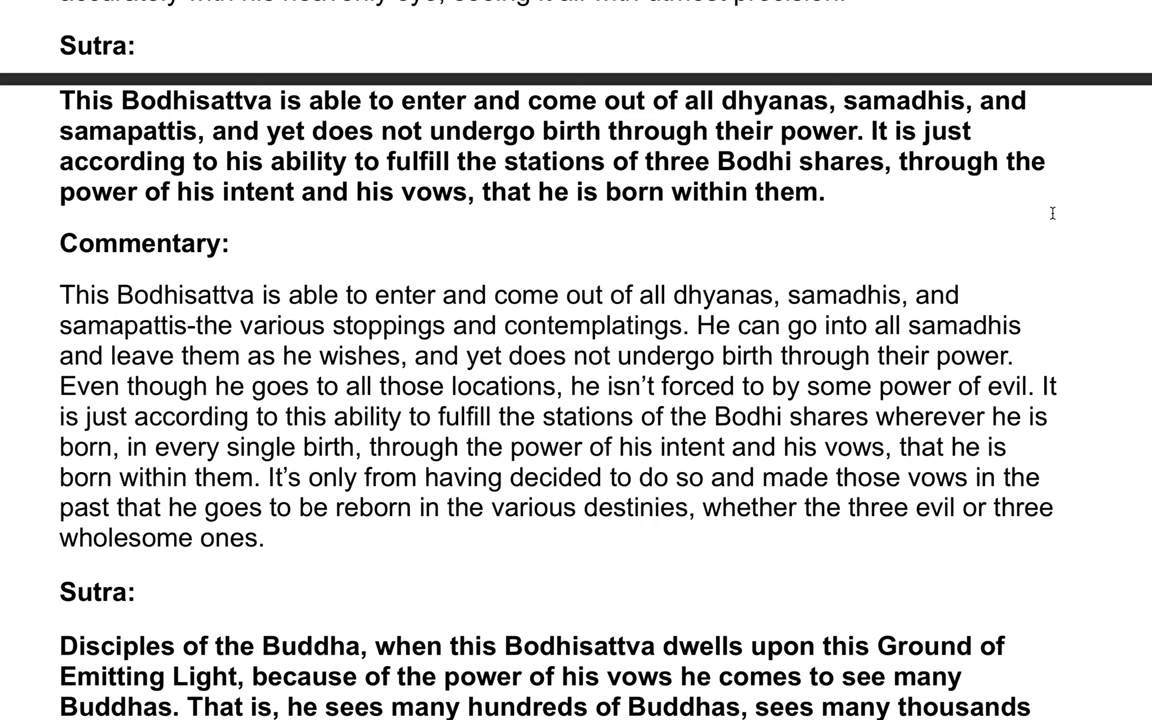 accurately with his heavenly eye, seeing it all with utmost precision.
Sutra:
This Bodhisattva is able to enter and come out of all dhyanas, samadhis, and
samapattis, and yet does not undergo birth through their power. It is just
according to his ability to fulfill the stations of three Bodhi shares, through the
power of his intent and his vows, that he is born within them.
Commentary:
This Bodhisattva is able to enter and come out of all dhyanas, samadhis, and
samapattis-the various stoppings and contemplatings. He can go into all samadhis
and leave them as he wishes, and yet does not undergo birth through their power.
Even though he goes to all those locations, he isn’t forced to by some power of evil. It
is just according to this ability to fulfill the stations of the Bodhi shares wherever he is
born, in every single birth, through the power of his intent and his vows, that he is
born within them. It’s only from having decided to do so and made those vows in the
past that he goes to be reborn in the various destinies, whether the three evil or three
wholesome ones.
Sutra:
Disciples of the Buddha, when this Bodhisattva dwells upon this Ground of
Emitting Light, because of the power of his vows he comes to see many
Buddhas. That is, he sees many hundreds of Buddhas, sees many thousands